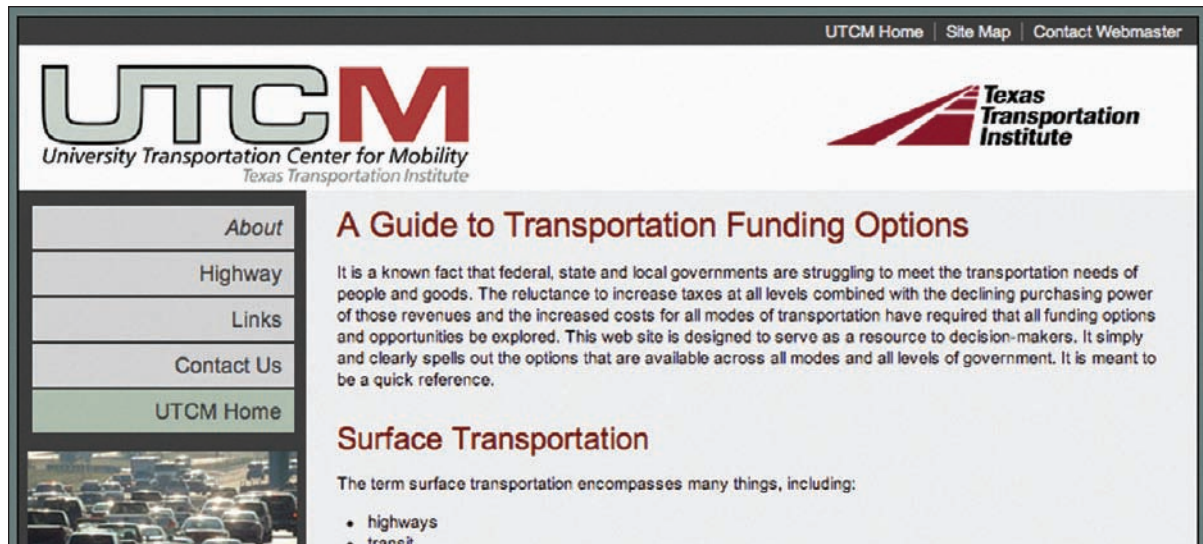 UTCM Home | Site Map | Contact Webmaster
UTCM
University Transportation Center for Mobility
Texas Transportation Institute
Texas
Transportation
Institute
About
Highway
Links
Contact Us
UTCM Home
A Guide to Transportation Funding Options
It is a known fact that federal, state and local governments are struggling to meet the transportation needs of
people and goods. The reluctance to increase taxes at all levels combined with the declining purchasing power
of those revenues and the increased costs for all modes of transportation have required that all funding options
and opportunities be explored. This web site is designed to serve as a resource to decision-makers. It simply
and clearly spells out the options that are available across all modes and all levels of government. It is meant to
be a quick reference.
Surface Transportation
The term surface transportation encompasses many things, including:
• highways
• transit